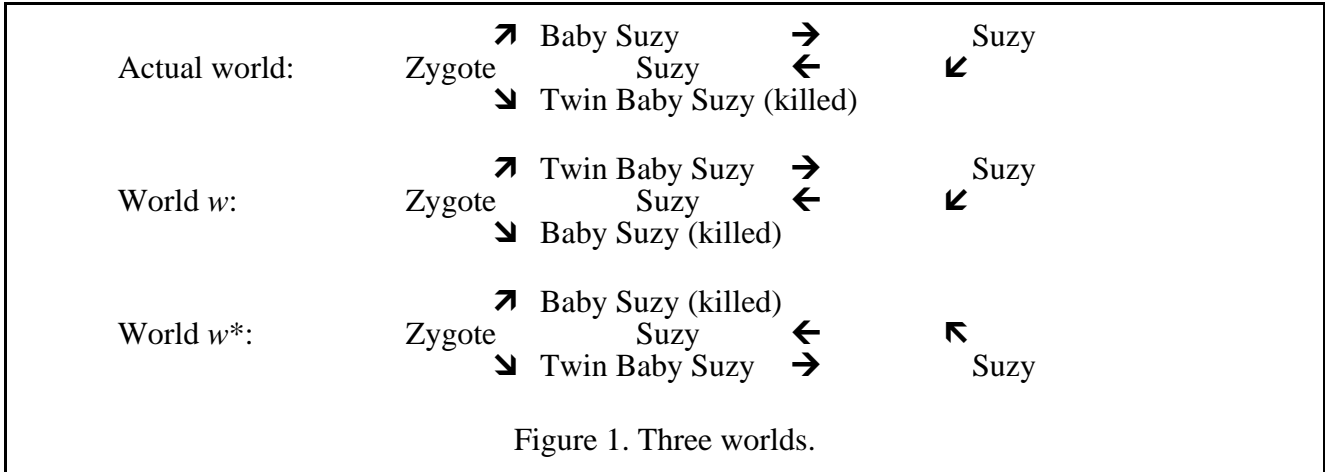 ↗ Baby Suzy → Suzy
Actual world: Zygote Suzy ← ↙
↘ Twin Baby Suzy (killed)
↗ Twin Baby Suzy → Suzy
World w: Zygote Suzy ← ↙
↘ Baby Suzy (killed)
↗ Baby Suzy (killed)
World w*: Zygote Suzy ← ↖
↘ Twin Baby Suzy → Suzy
Figure 1. Three worlds.